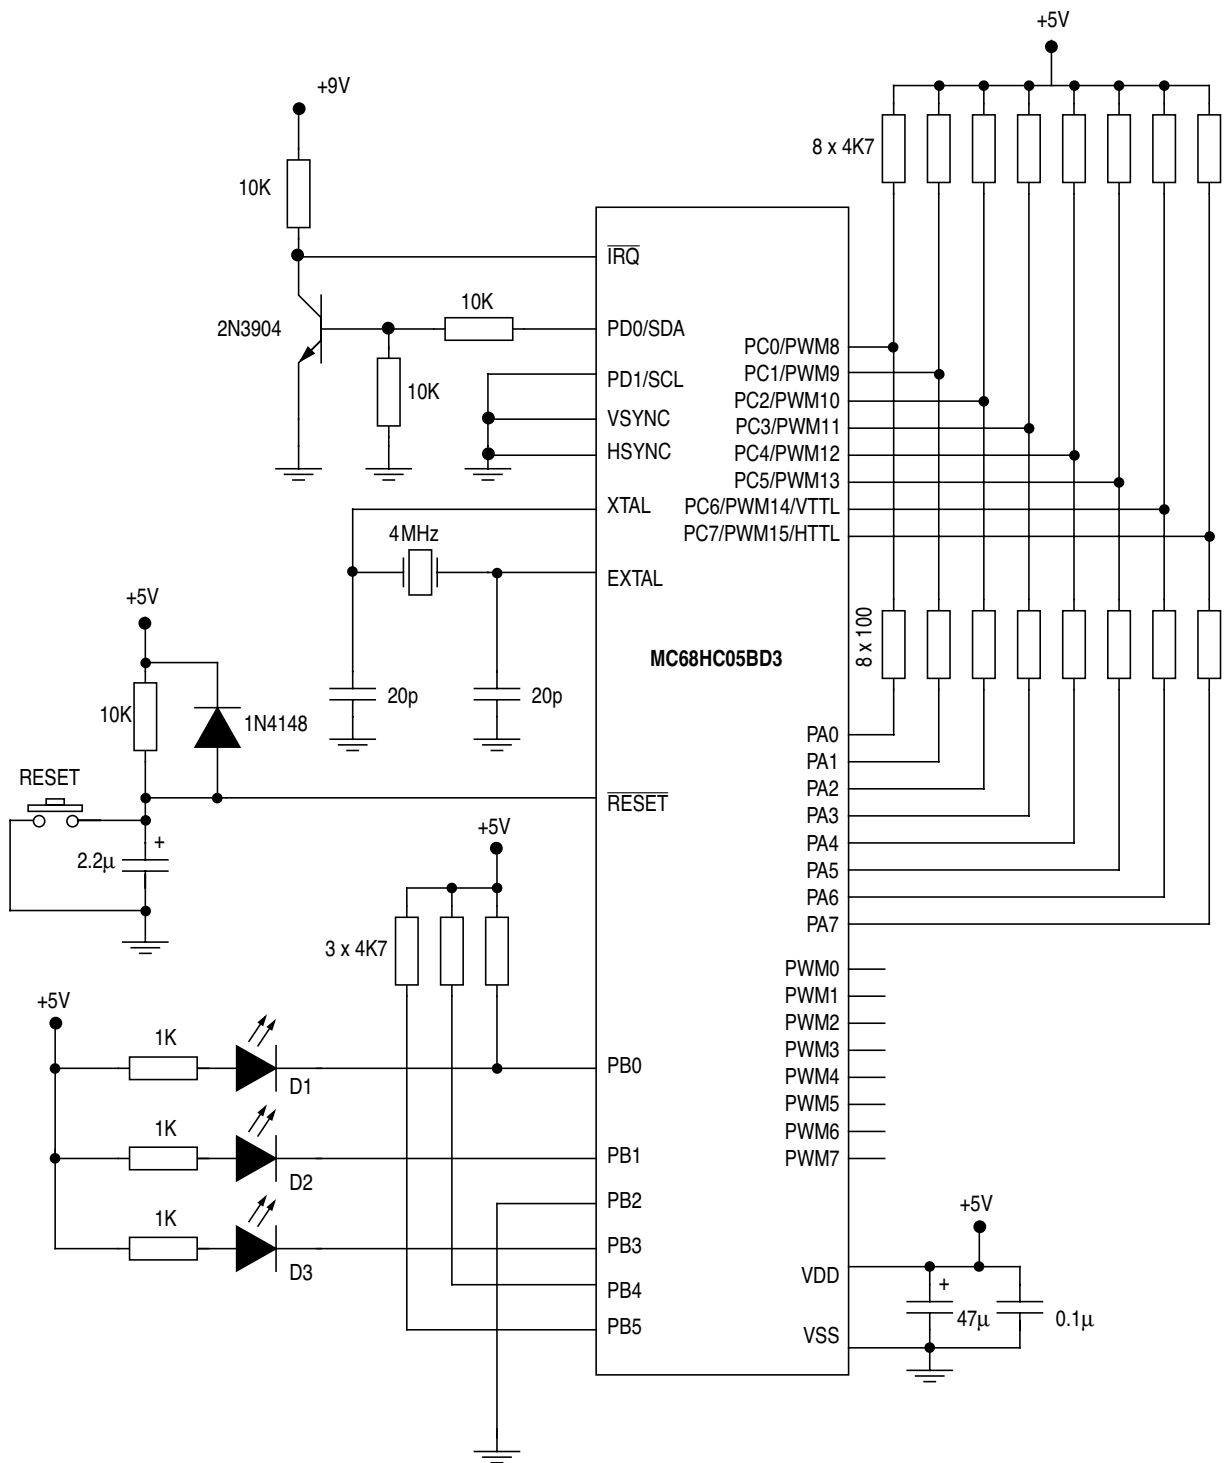 +5V
+9V
8 x 4K7
10K
IRQ
10K
2N3904
PD0/SDA
PC0/PWM8
PD1/SCL
PC1/PWM9
10K
PC2/PWM10
VSYNC
PC3/PWM11
HSYNC
PC4/PWM12
PC5/PWM13
XTAL
PC6/PWM14/VTTL
4MHz
PC7/PWM15/HTTL
EXTAL
+5V
8 x 100
MC68HC05BD3
20p
20p
10K
1N4148
PA0
PA1
RESET
PA2
RESET
PA3
+5V
PA4
+
2.2µ
PA5
PA6
PA7
3 x 4K7
PWM0
PWM1
+5V
PWM2
1K
PWM3
PB0
PWM4
D1
PWM5
1K
PWM6
PB1
PWM7
D2
PB2
+5V
1K
PB3
D3
VDD
PB4
+
47µ
0.1µ
PB5
VSS